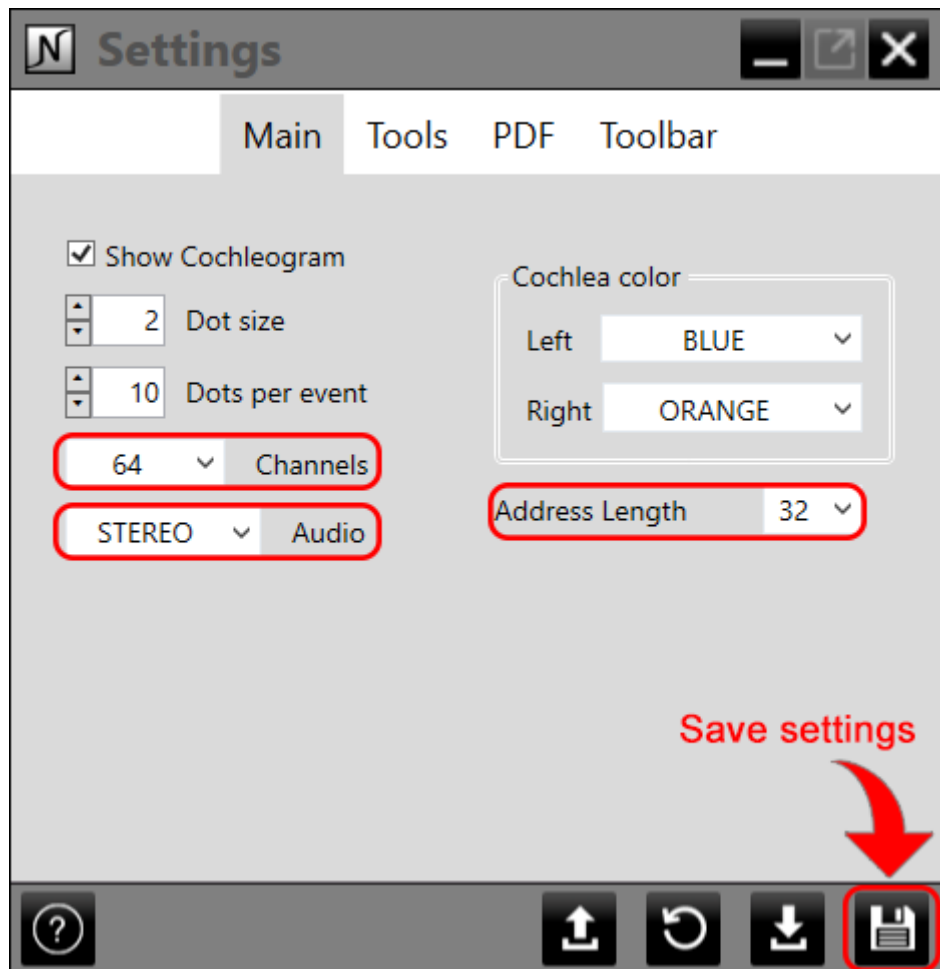 N Settings
Main Tools PDF Toolbar
Show Cochleogram
2 Dot size
10 Dots per event
64 Channels
STEREO Audio
Cochlea color
Left BLUE
Right ORANGE
Address Length 32
Save settings
?